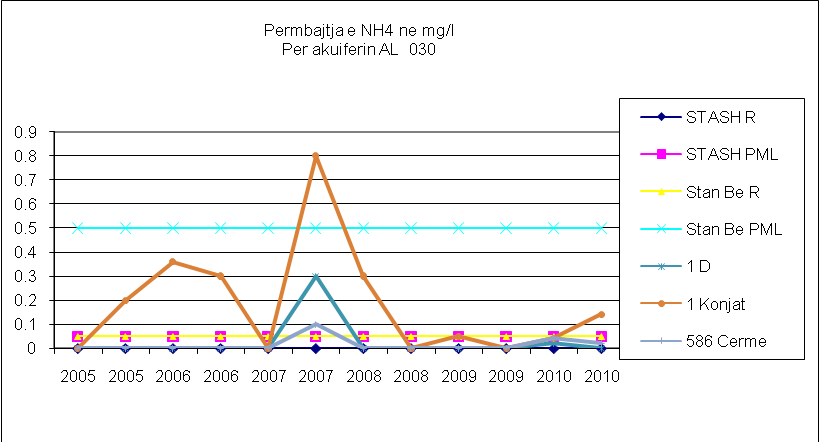 Permbajtja e NH4 ne mg/l
Per akuiferin AL 030
STASH R
STASH PML
Stan Be R
Stan Be PML
1 D
1 Konjat
586 Cerme
0.9
0.8
0.7
0.6
0.5
0.4
0.3
0.2
0.1
0
2005 2005 2006 2006 2007 2007 2008 2008 2009 2009 2010 2010